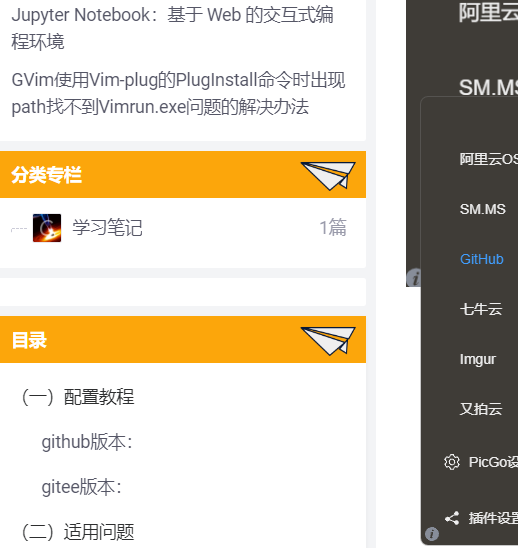 Jupyter Notebook：基于 Web 的交互式编
程环境
GVim使用Vim-plug的PlugInstall命令时出现
path找不到Vimrun.exe问题的解决办法
分类专栏
学习笔记 1篇
目录
（一）配置教程
github版本：
gitee版本：
（二）适用问题
阿里云
SM.MS
阿里云OS
SM.MS
GitHub
七牛云
Imgur
又拍云
PicGo设
插件设置